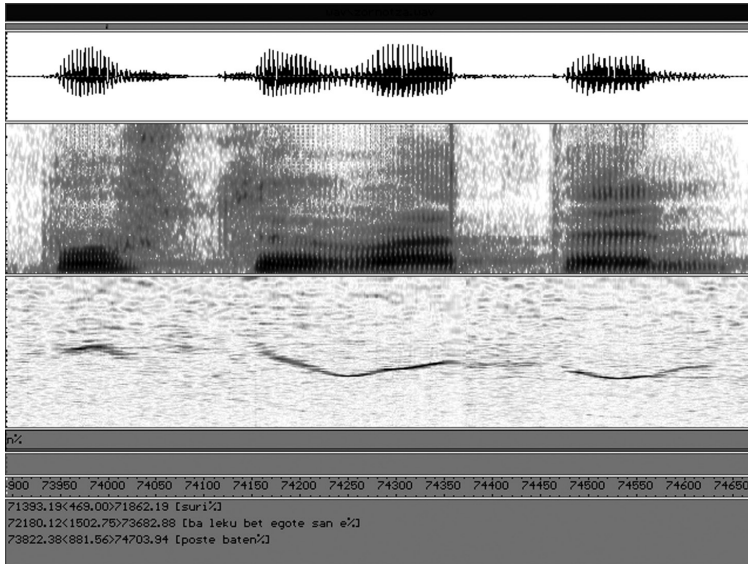 n%
-900 73950 74000 74050 74100 74150 74200 74250 74300 74350 74400 74450 74500 74550 74600 74650
71393.19<469.00>71862.19 [suri%]
72180.12<1502.75>73682.88 [ba leku bet egote san e%]
73822.38<881.56>74703.94 [poste baten%]